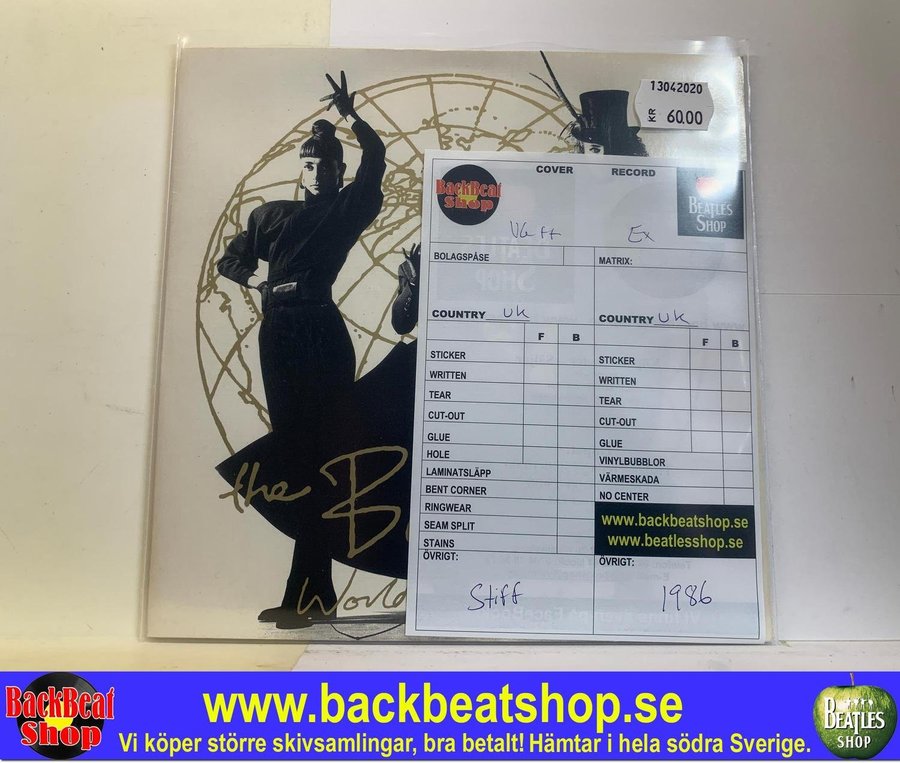 13042020
KR 60.00
BackBeat Shop
COVER RECORD
BEATLES SHOP
VG ++ Ex
BOLAGSPÅSE MATRIX:
COUNTRY UK COUNTRY UK
F B F B
STICKER STICKER
WRITTEN WRITTEN
TEAR TEAR
CUT-OUT CUT-OUT
GLUE GLUE
HOLE VINYLBUBBLOR
LAMINATSLÄPP VÄRMESKADA
BENT CORNER NO CENTER
RINGWEAR
SEAM SPLIT
STAINS
www.backbeatshop.se
www.beatlesshop.se
ÖVRIGT: ÖVRIGT:
Stiff 1986
the B
World
BackBeat Shop
www.backbeatshop.se
Vi köper större skivsamlingar, bra betalt! Hämtar i hela södra Sverige.
BEATLES SHOP